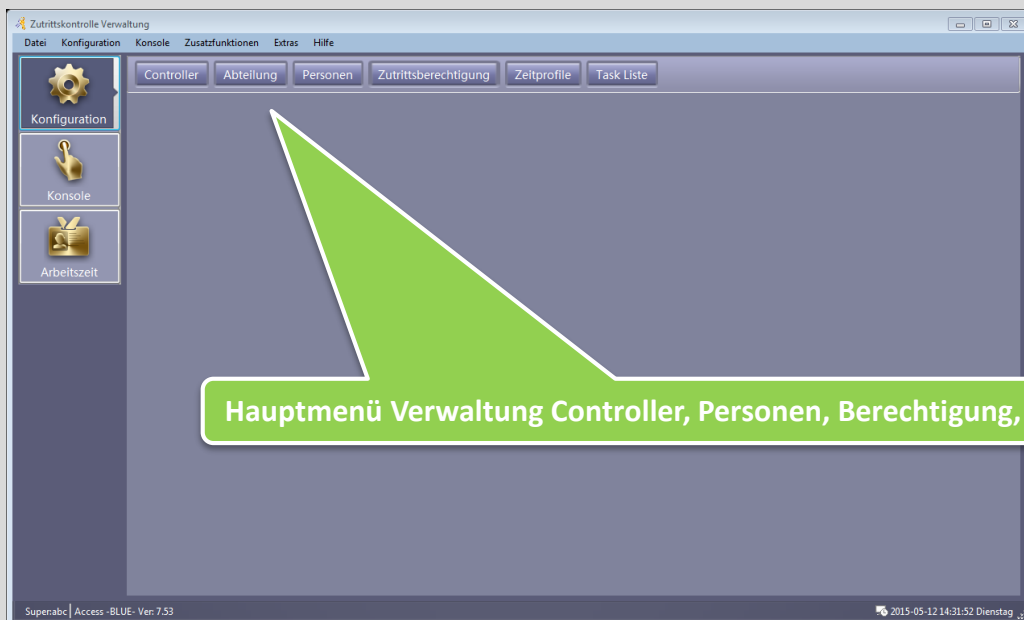 Zutrittskontrolle Verwaltung
Datei Konfiguration Konsole Zusatzfunktionen Extras Hilfe
Controller Abteilung Personen Zutrittsberechtigung Zeitprofile Task Liste
Konfiguration
Konsole
Arbeitszeit
Hauptmenü Verwaltung Controller, Personen, Berechtigung,
Super:abc Access -BLUE- Ver: 7.53 2015-05-12 14:31:52 Dienstag